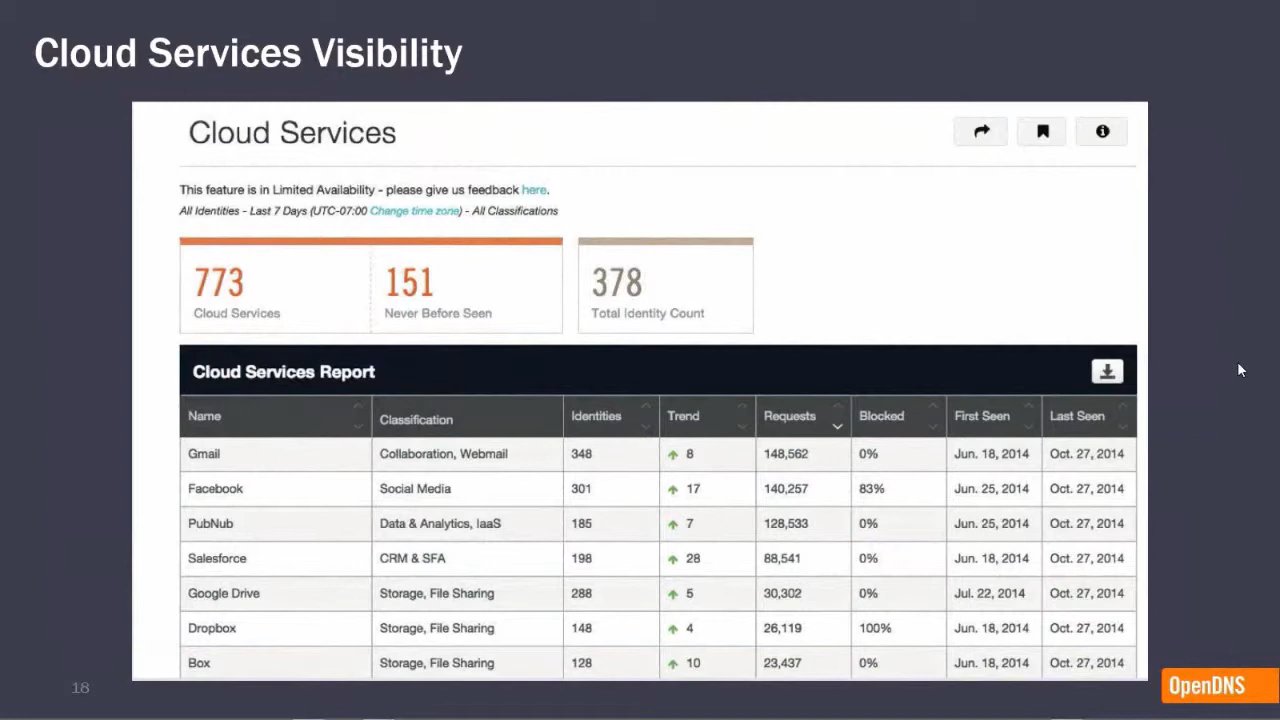 Cloud Services Visibility
Cloud Services
This feature is in Limited Availability - please give us feedback here.
All Identities - Last 7 Days (UTC-07:00 Change time zone) - All Classifications
773 151 378
Cloud Services Never Before Seen Total Identity Count
Cloud Services Report
Name Classification Identities Trend Requests Blocked First Seen Last Seen
Gmail Collaboration, Webmail 348 8 148,562 0% Jun. 18, 2014 Oct. 27, 2014
Facebook Social Media 301 17 140,257 83% Jun. 25, 2014 Oct. 27, 2014
PubNub Data & Analytics, IaaS 185 7 128,533 0% Jun. 25, 2014 Oct. 27, 2014
Salesforce CRM & SFA 198 28 88,541 0% Jun. 18, 2014 Oct. 27, 2014
Google Drive Storage, File Sharing 288 5 30,302 0% Jul. 22, 2014 Oct. 27, 2014
Dropbox Storage, File Sharing 148 4 26,119 100% Jun. 18, 2014 Oct. 27, 2014
Box Storage, File Sharing 128 10 23,437 0% Jun. 18, 2014 Oct. 27, 2014
18
OpenDNS